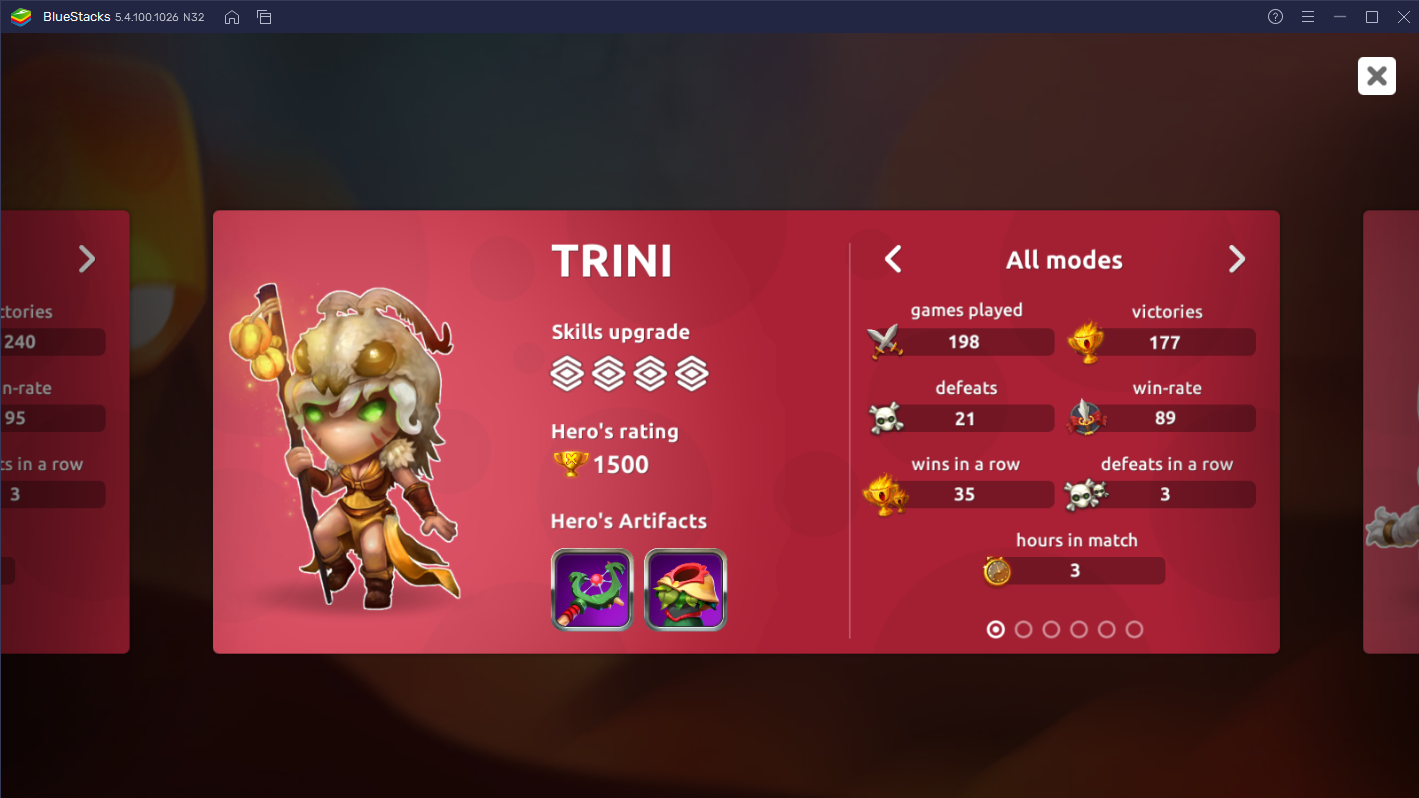 BlueStacks 5.4.100.1026 N32
ctories
240
n-rate
95
ts in a row
3
TRINI
Skills upgrade
Hero's rating
1500
Hero's Artifacts
All modes
games played
victories
198
177
defeats
win-rate
21
89
wins in a row
defeats in a row
35
3
hours in match
3